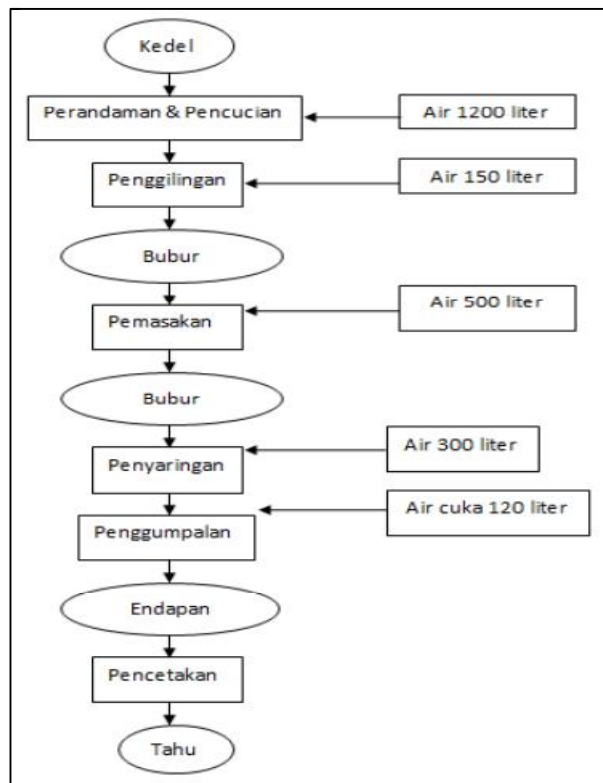 Kedel
Perandaman & Pencucian
Air 1200 liter
Penggilingan
Air 150 liter
Bubur
Pemasakan
Air 500 liter
Bubur
Penyaringan
Air 300 liter
Penggumpalan
Air cuka 120 liter
Endapan
Pencetakan
Tahu